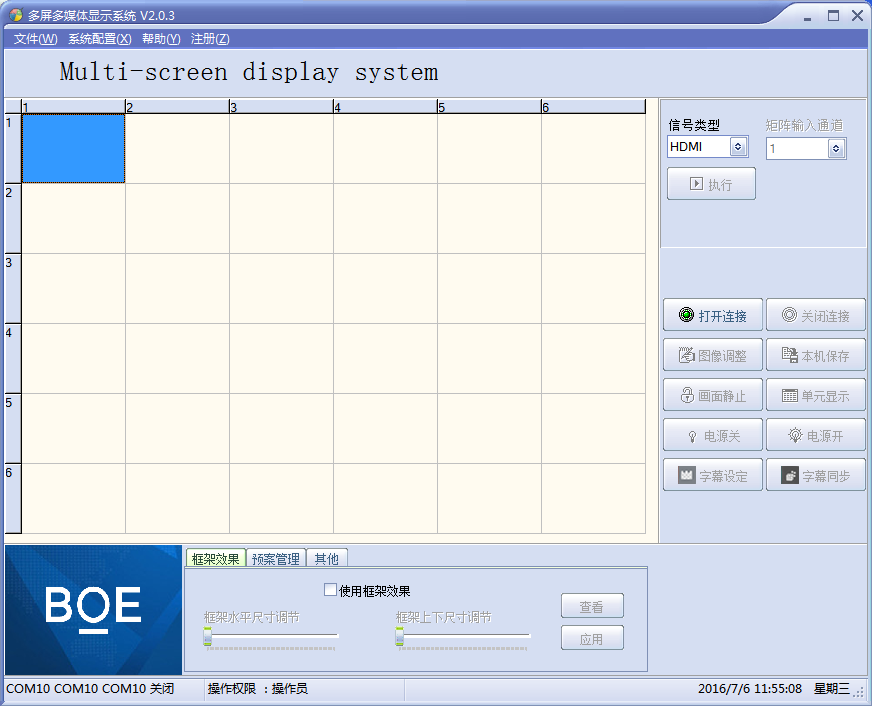 多屏多媒体显示系统 V2.0.3
文件(W) 系统配置(X) 帮助(Y) 注册(Z)
Multi-screen display system
1 2 3 4 5 6
1
2
3
4
5
6
信号类型 矩阵输入通道
HDMI 1
执行
打开连接 关闭连接
图像调整 本机保存
画面静止 单元显示
电源关 电源开
字幕设定 字幕同步
BOE
框架效果 预案管理 其他
使用框架效果
框架水平尺寸调节 框架上下尺寸调节
查看
应用
COM10 COM10 COM10 关闭 操作权限 : 操作员 2016/7/6 11:55:08 星期三